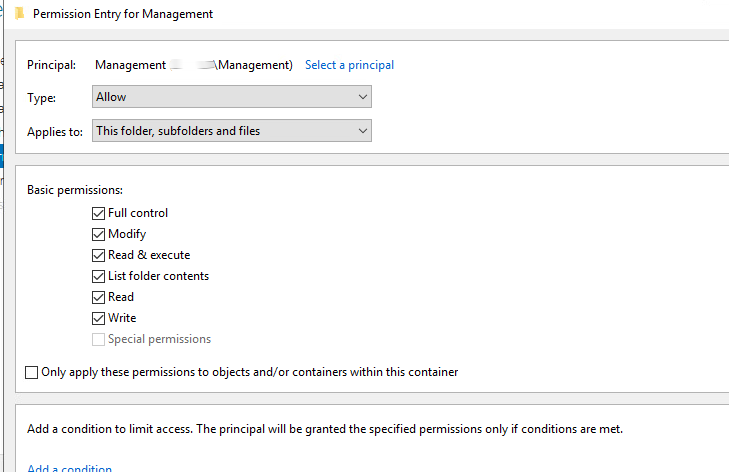 Permission Entry for Management
Principal: Management \Management) Select a principal
Type: Allow
Applies to: This folder, subfolders and files
Basic permissions:
Full control
Modify
Read & execute
List folder contents
Read
Write
Special permissions
Only apply these permissions to objects and/or containers within this container
Add a condition to limit access. The principal will be granted the specified permissions only if conditions are met.
Add a condition